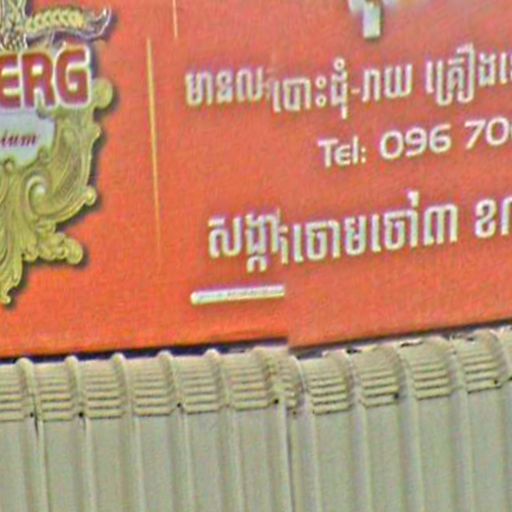 ERG
ium
មានលក់ បោះដុំ-រាយ គ្រឿង
Tel: 096 70
សង្កាត់ចោមចៅ៣ ខ